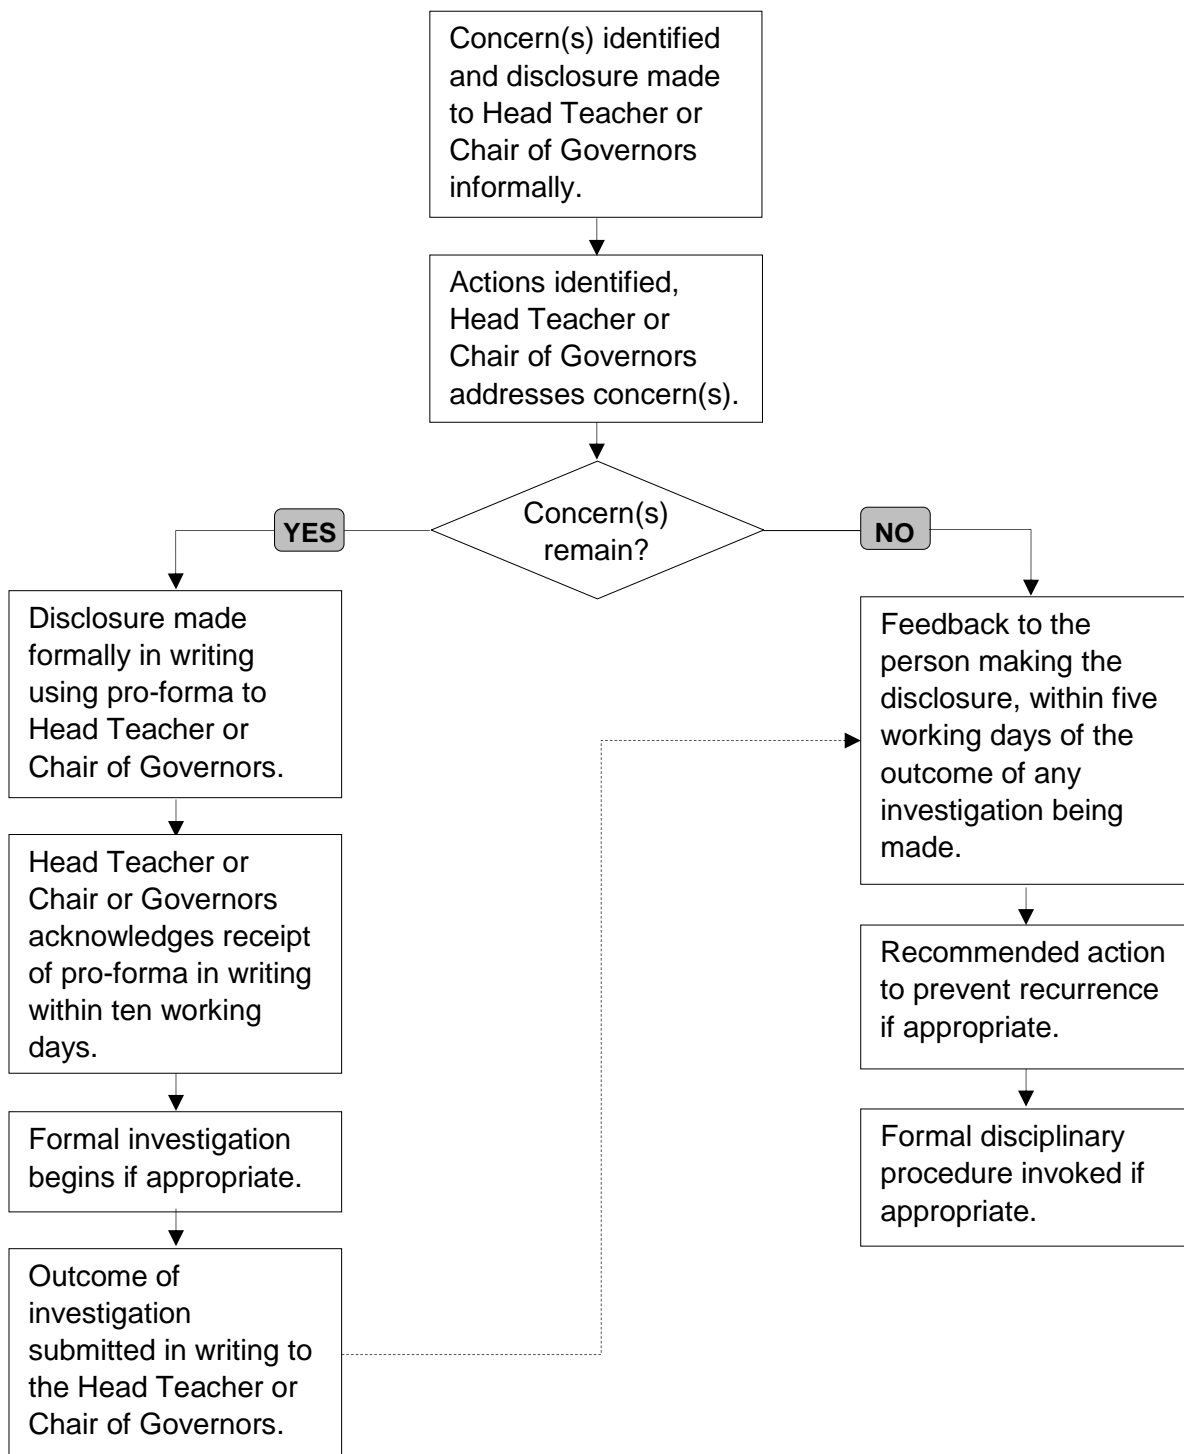 Concern(s) identified
and disclosure made
to Head Teacher or
Chair of Governors
informally.
Actions identified,
Head Teacher or
Chair of Governors
addresses concern(s).
Concern(s)
remain?
YES
NO
Disclosure made
formally in writing
using pro-forma to
Head Teacher or
Chair of Governors.
Head Teacher or
Chair or Governors
acknowledges receipt
of pro-forma in writing
within ten working
days.
Formal investigation
begins if appropriate.
Outcome of
investigation
submitted in writing to
the Head Teacher or
Chair of Governors.
Feedback to the
person making the
disclosure, within five
working days of the
outcome of any
investigation being
made.
Recommended action
to prevent recurrence
if appropriate.
Formal disciplinary
procedure invoked if
appropriate.